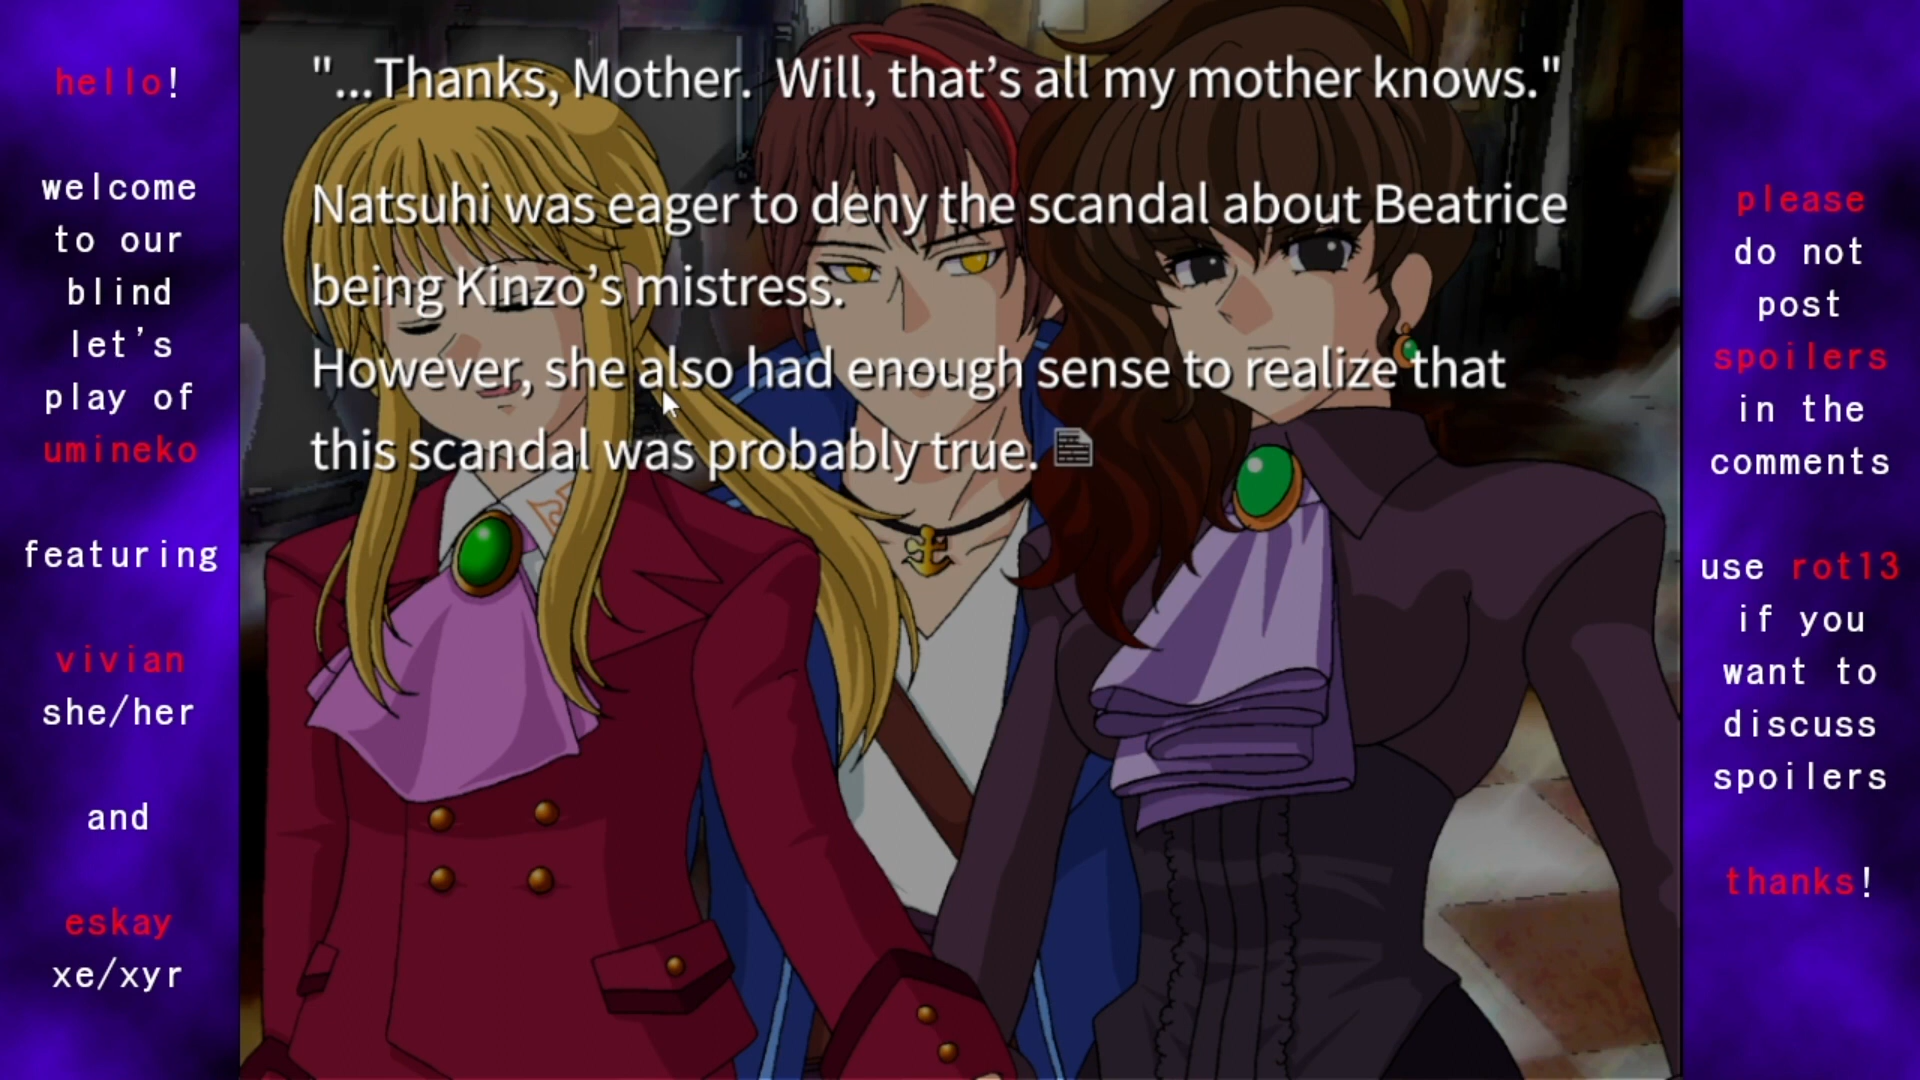 hello!
welcome
to our
blind
let's
play of
umineko
featuring
vivian
she/her
and
eskay
xe/xyr
"...Thanks, Mother.  Will, that’s all my mother knows."
Natsuhi was eager to deny the scandal about Beatrice
being Kinzo’s mistress.
However, she also had enough sense to realize that
this scandal was probably true.
please
do not
post
spoilers
in the
comments
use rot13
if you
want to
discuss
spoilers
thanks!